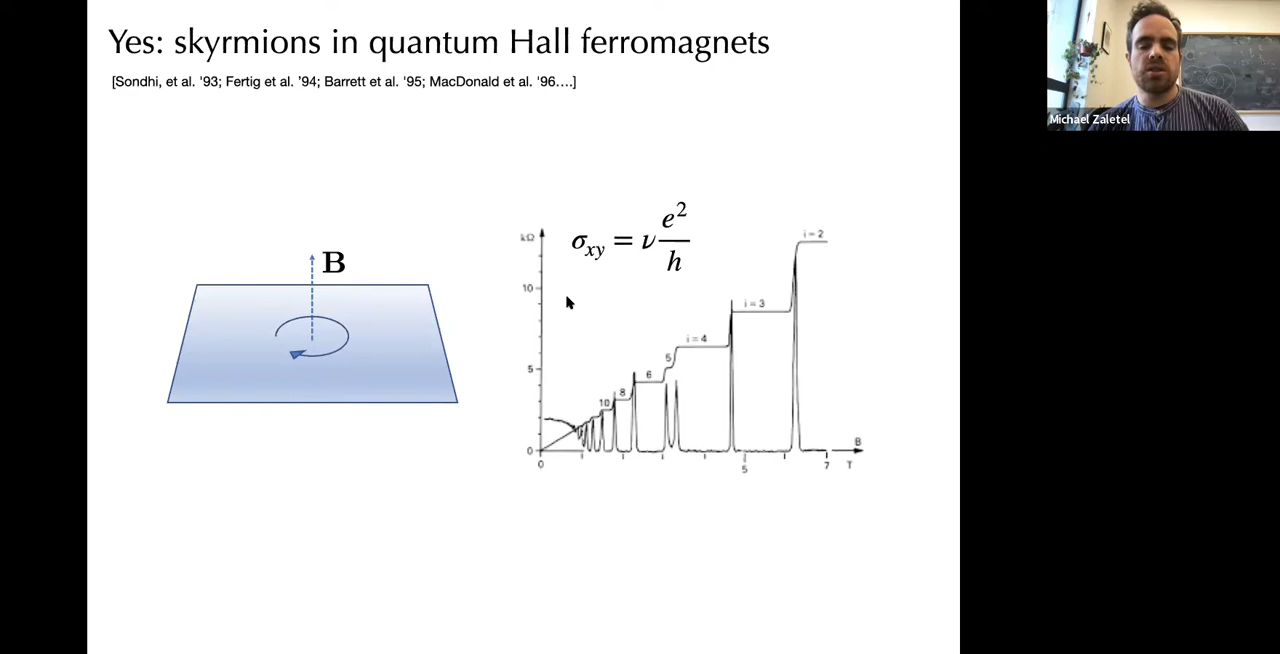 Yes: skyrmions in quantum Hall ferromagnets
[Sondhi, et al. '93; Fertig et al. ’94; Barrett et al. '95; MacDonald et al. '96….]
Michael Zaletel
B
σxy = ν e²/h
kΩ
10
5
0
0
5
7
T
B
10
8
6
5
i = 4
i = 3
i = 2